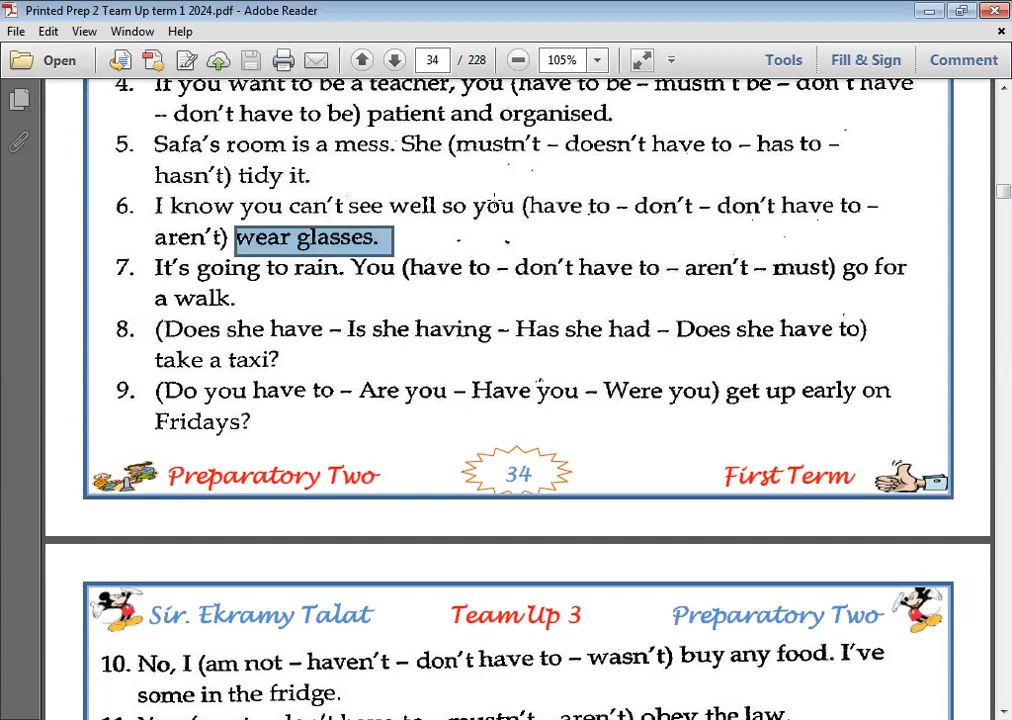 Printed Prep 2 Team Up term 1 2024.pdf - Adobe Reader
File Edit View Window Help
Open 34 / 228 105% Tools Fill & Sign Comment
4. If you want to be a teacher, you (have to be – mustn't be – don't have
– don't have to be) patient and organised.
5. Safa's room is a mess. She (mustn't – doesn't have to – has to –
hasn't) tidy it.
6. I know you can't see well so you (have to – don't – don't have to –
aren't) wear glasses.
7. It's going to rain. You (have to – don't have to – aren't – must) go for
a walk.
8. (Does she have – Is she having – Has she had – Does she have to)
take a taxi?
9. (Do you have to – Are you – Have you – Were you) get up early on
Fridays?
Preparatory Two 34 First Term
Sir. Ekramy Talat Team Up 3 Preparatory Two
10. No, I (am not – haven't – don't have to – wasn't) buy any food. I've
some in the fridge.
11. don't have to – mustn't – aren't) obey the law.